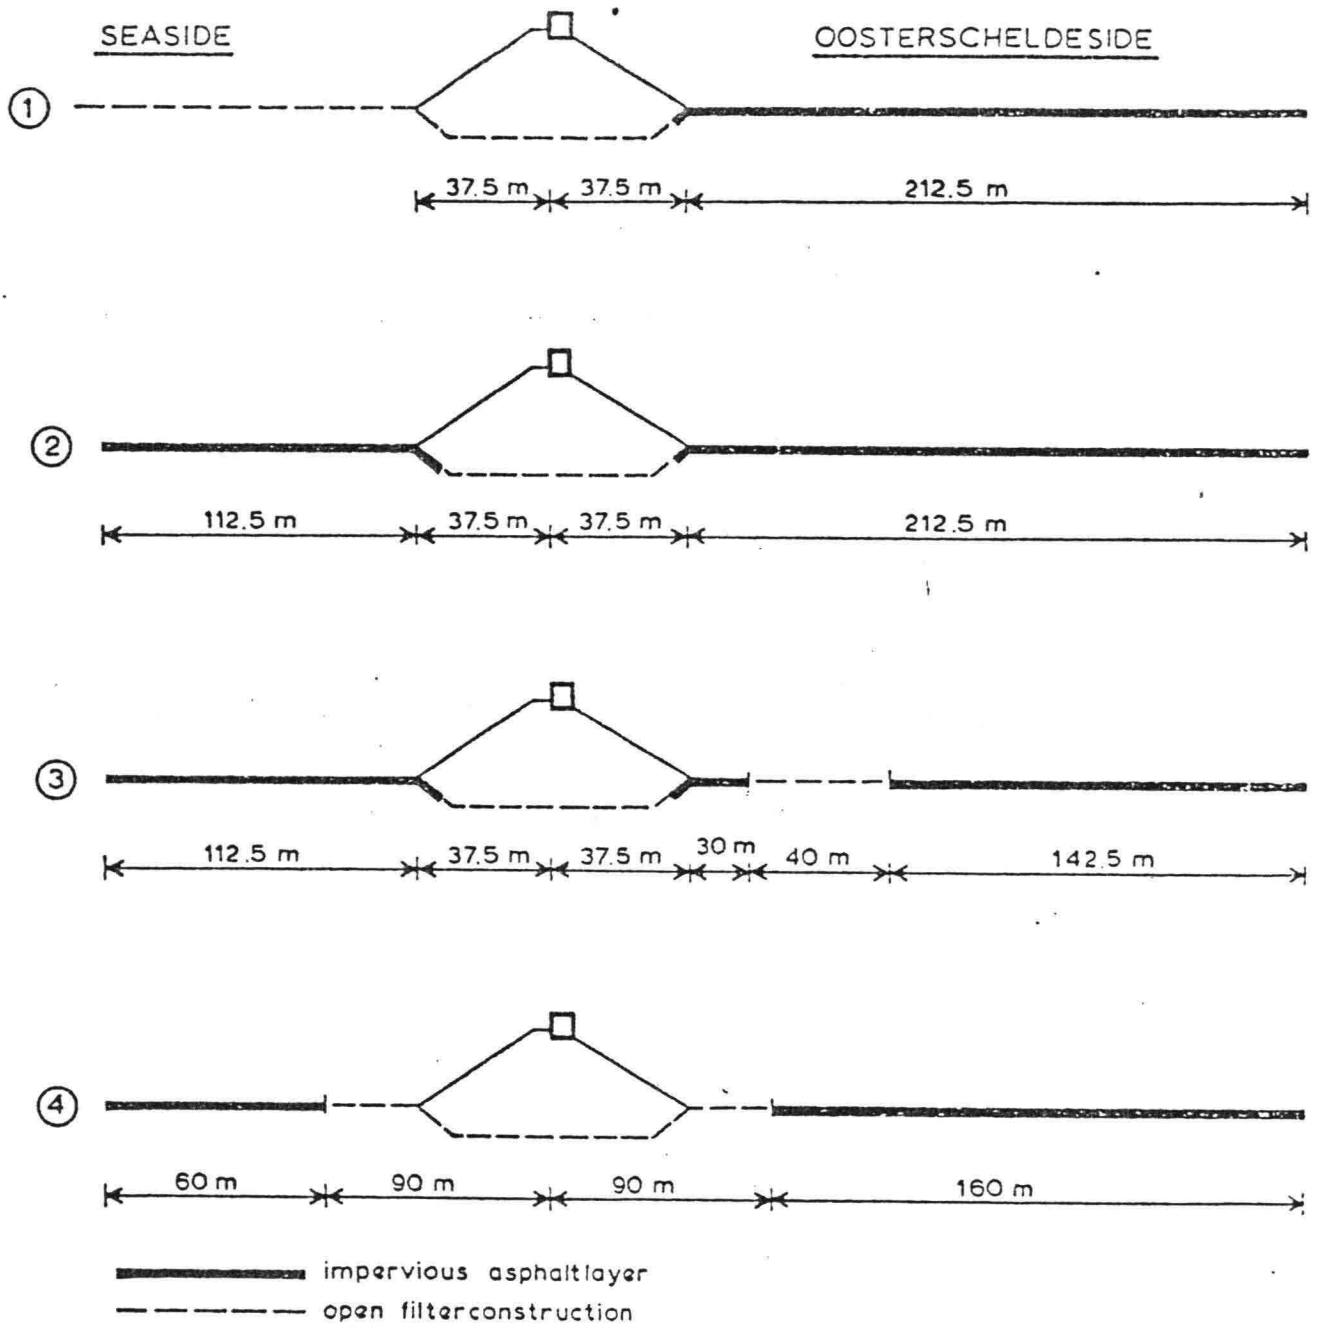 SEASIDE
OOSTERSCHELDESIDE
1
37.5 m
37.5 m
212.5 m
2
112.5 m
37.5 m
37.5 m
212.5 m
3
112.5 m
37.5 m
37.5 m
30 m
40 m
142.5 m
4
60 m
90 m
90 m
160 m
impervious asphaltlayer
open filterconstruction